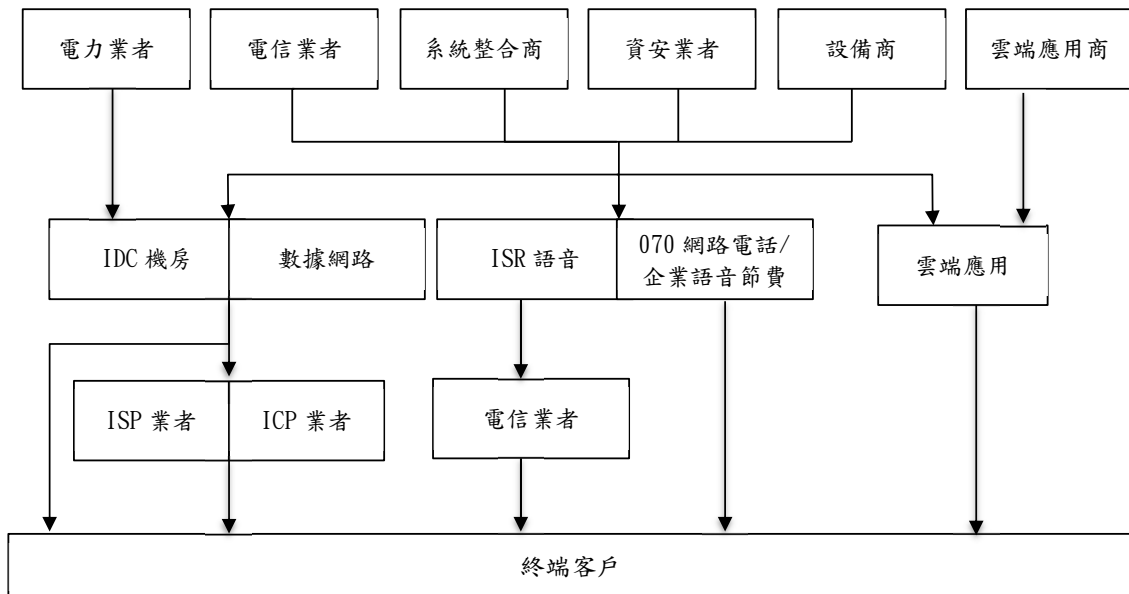 電力業者
電信業者
系統整合商
資安業者
設備商
雲端應用商
IDC 機房
數據網路
ISR 語音
070 網路電話/
企業語音節費
雲端應用
ISP 業者
ICP 業者
電信業者
終端客戶